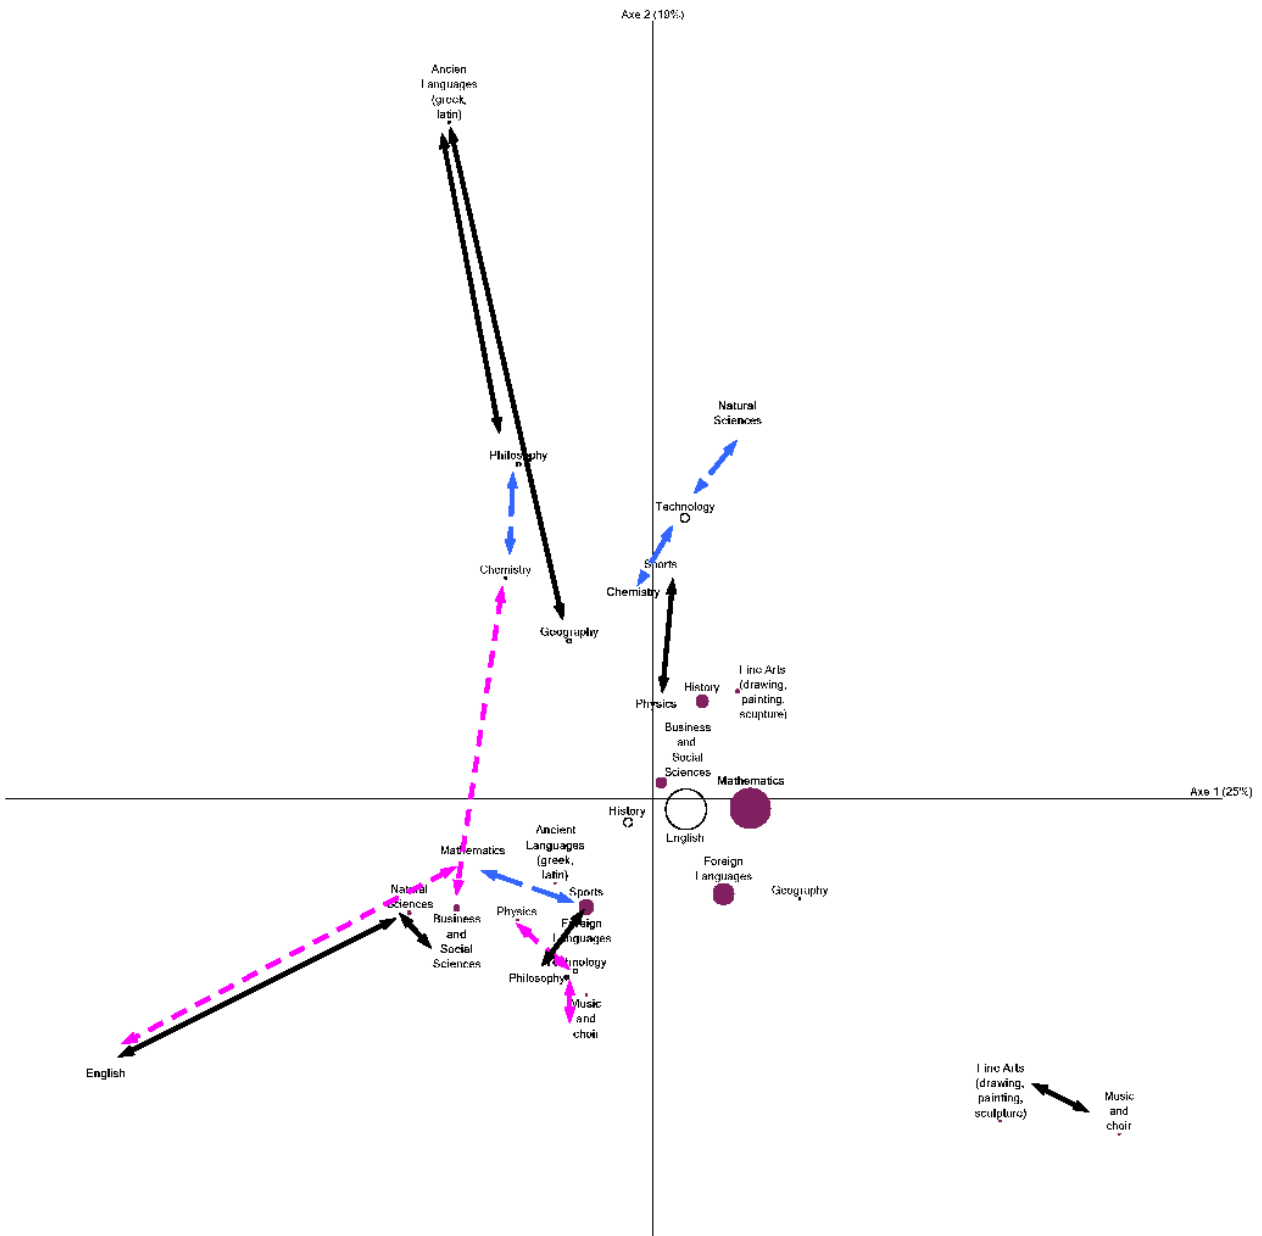 Axe 2 (19%)
Ancien
Languages
(greek,
latin)
Natural
Sciences
Philosophy
Technology
Sports
Chemistry
Chemistry
Geography
Fine Arts
(drawing,
painting,
scupture)
History
Physics
Business
and
Social
Sciences
Mathematics
Axe 1 (25%)
History
English
Ancient
Languages
(greek,
latin)
Mathematics
Foreign
Languages
Geography
Natural
Sciences
Sports
Physics
Business
and
Social
Sciences
Foreign
Languages
Philosophy
Music
and
choir
English
Fine Arts
(drawing,
painting,
sculpture)
Music
and
choir